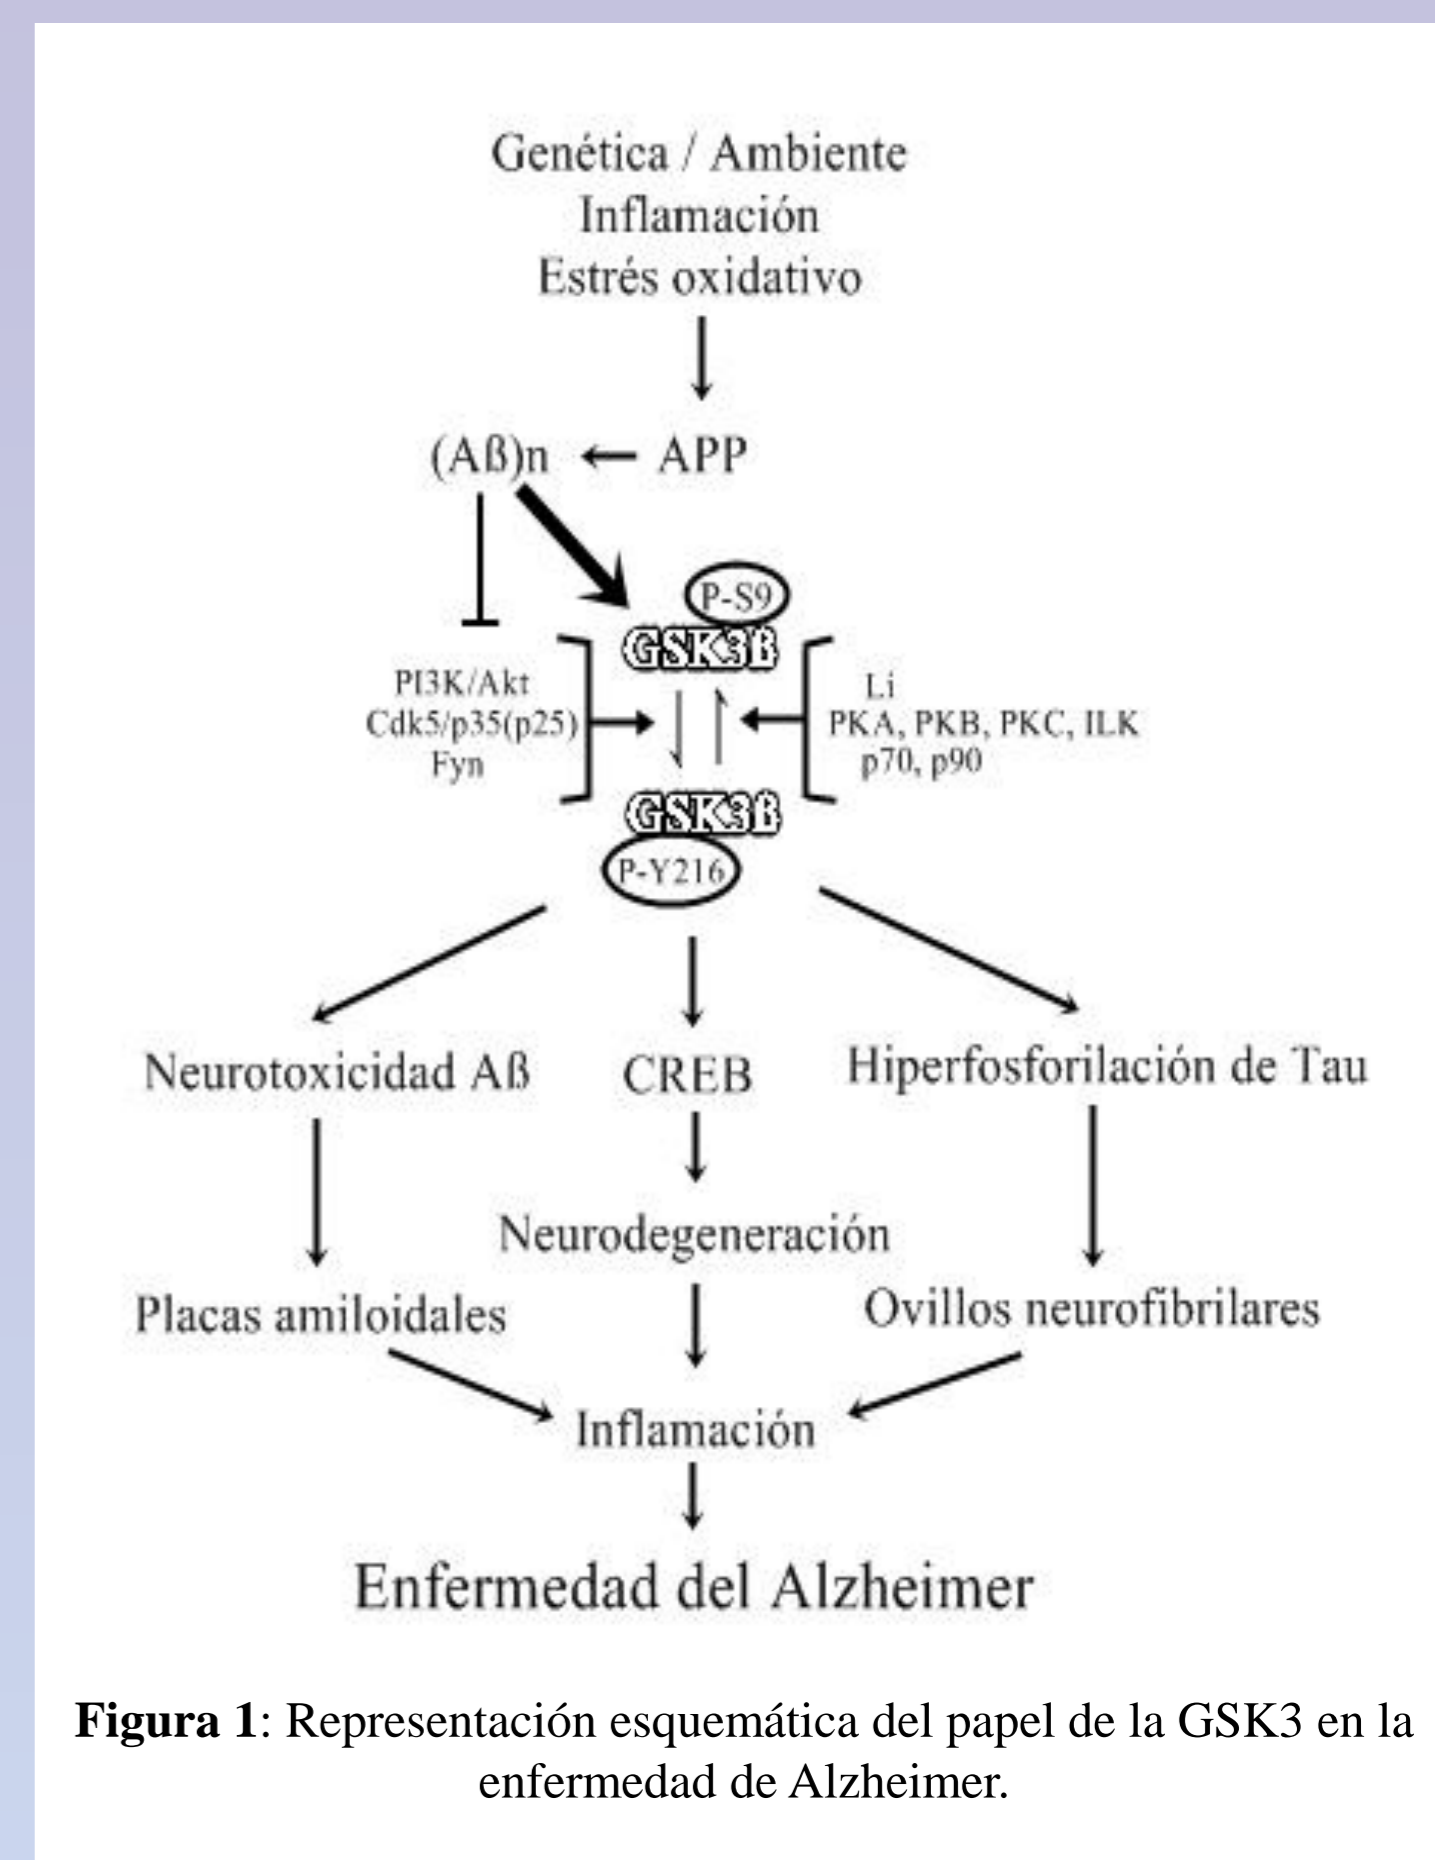 Genética / Ambiente
Inflamación
Estrés oxidativo
(Aß)n
APP
P-S9
GSK3ß
PI3K/Akt
Cdk5/p35(p25)
Fyn
Li
PKA, PKB, PKC, ILK
p70, p90
GSK3ß
P-Y216
Neurotoxicidad Aß
CREB
Hiperfosforilación de Tau
Neurodegeneración
Placas amiloidales
Ovillos neurofibrilares
Inflamación
Enfermedad del Alzheimer
Figura 1: Representación esquemática del papel de la GSK3 en la
enfermedad de Alzheimer.